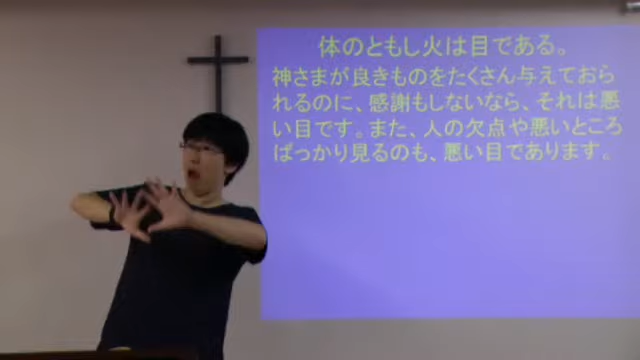 体のともし火は目である。
神さまが良きものをたくさん与えておら
れるのに、感謝もしないなら、それは悪
い目です。また、人の欠点や悪いところ
ばっかり見るのも、悪い目であります。